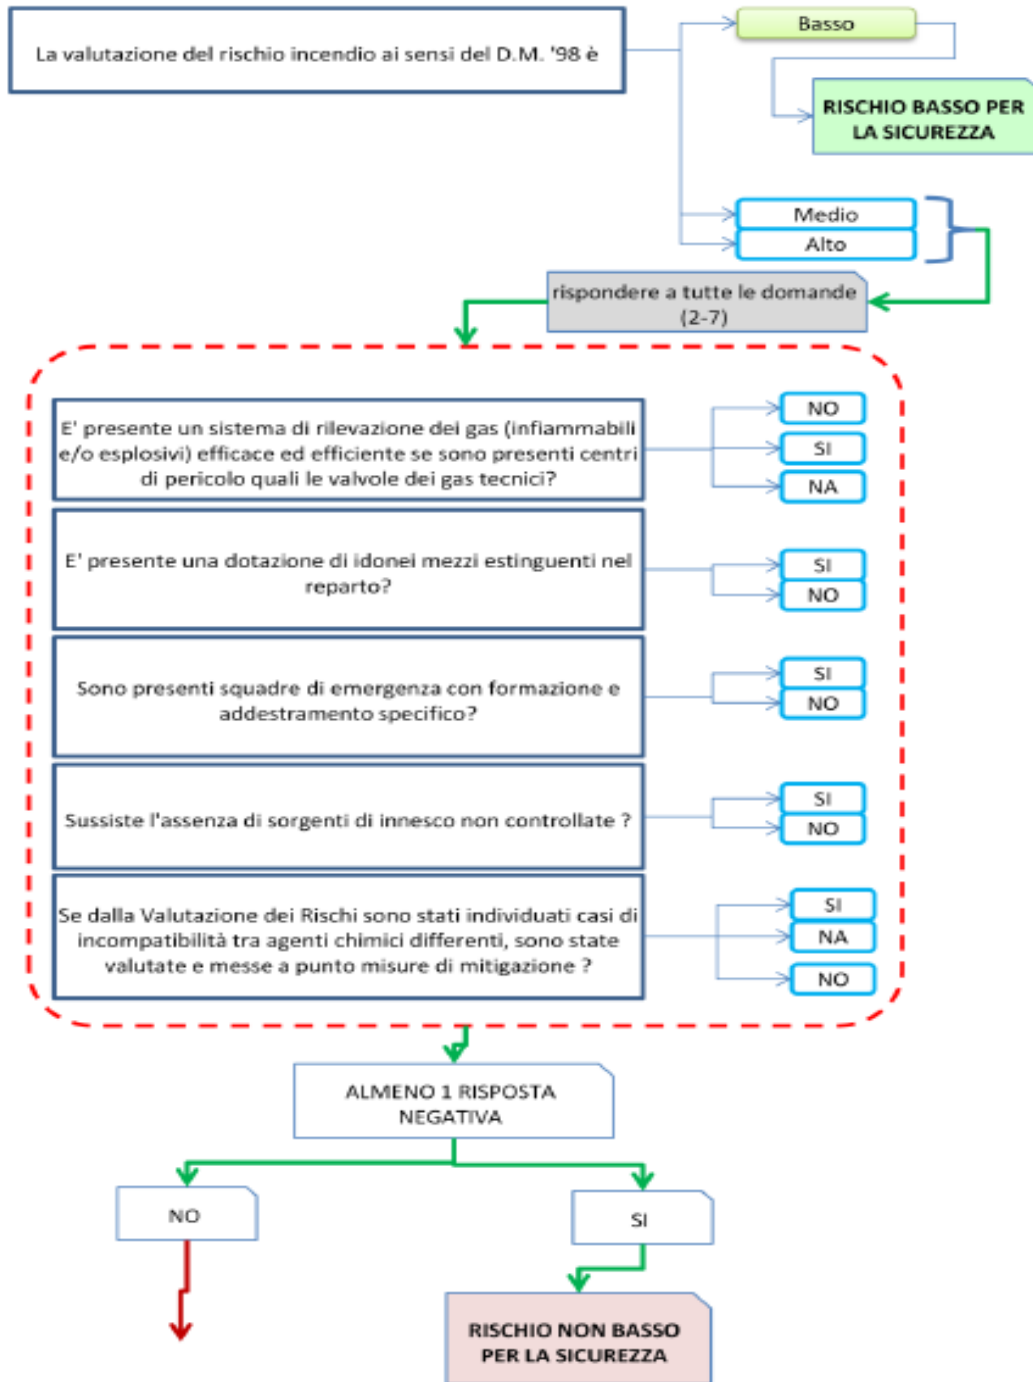 La valutazione del rischio incendio ai sensi del D.M. '98 è
Basso
RISCHIO BASSO PER
LA SICUREZZA
Medio
Alto
rispondere a tutte le domande
(2-7)
E' presente un sistema di rilevazione dei gas (infiammabili
e/o esplosivi) efficace ed efficiente se sono presenti centri
di pericolo quali le valvole dei gas tecnici?
NO
SI
NA
E' presente una dotazione di idonei mezzi estinguenti nel
reparto?
SI
NO
Sono presenti squadre di emergenza con formazione e
addestramento specifico?
SI
NO
Sussiste l'assenza di sorgenti di innesco non controllate ?
SI
NO
Se dalla Valutazione dei Rischi sono stati individuati casi di
incompatibilità tra agenti chimici differenti, sono state
valutate e messe a punto misure di mitigazione ?
SI
NA
NO
ALMENO 1 RISPOSTA
NEGATIVA
NO
SI
RISCHIO NON BASSO
PER LA SICUREZZA